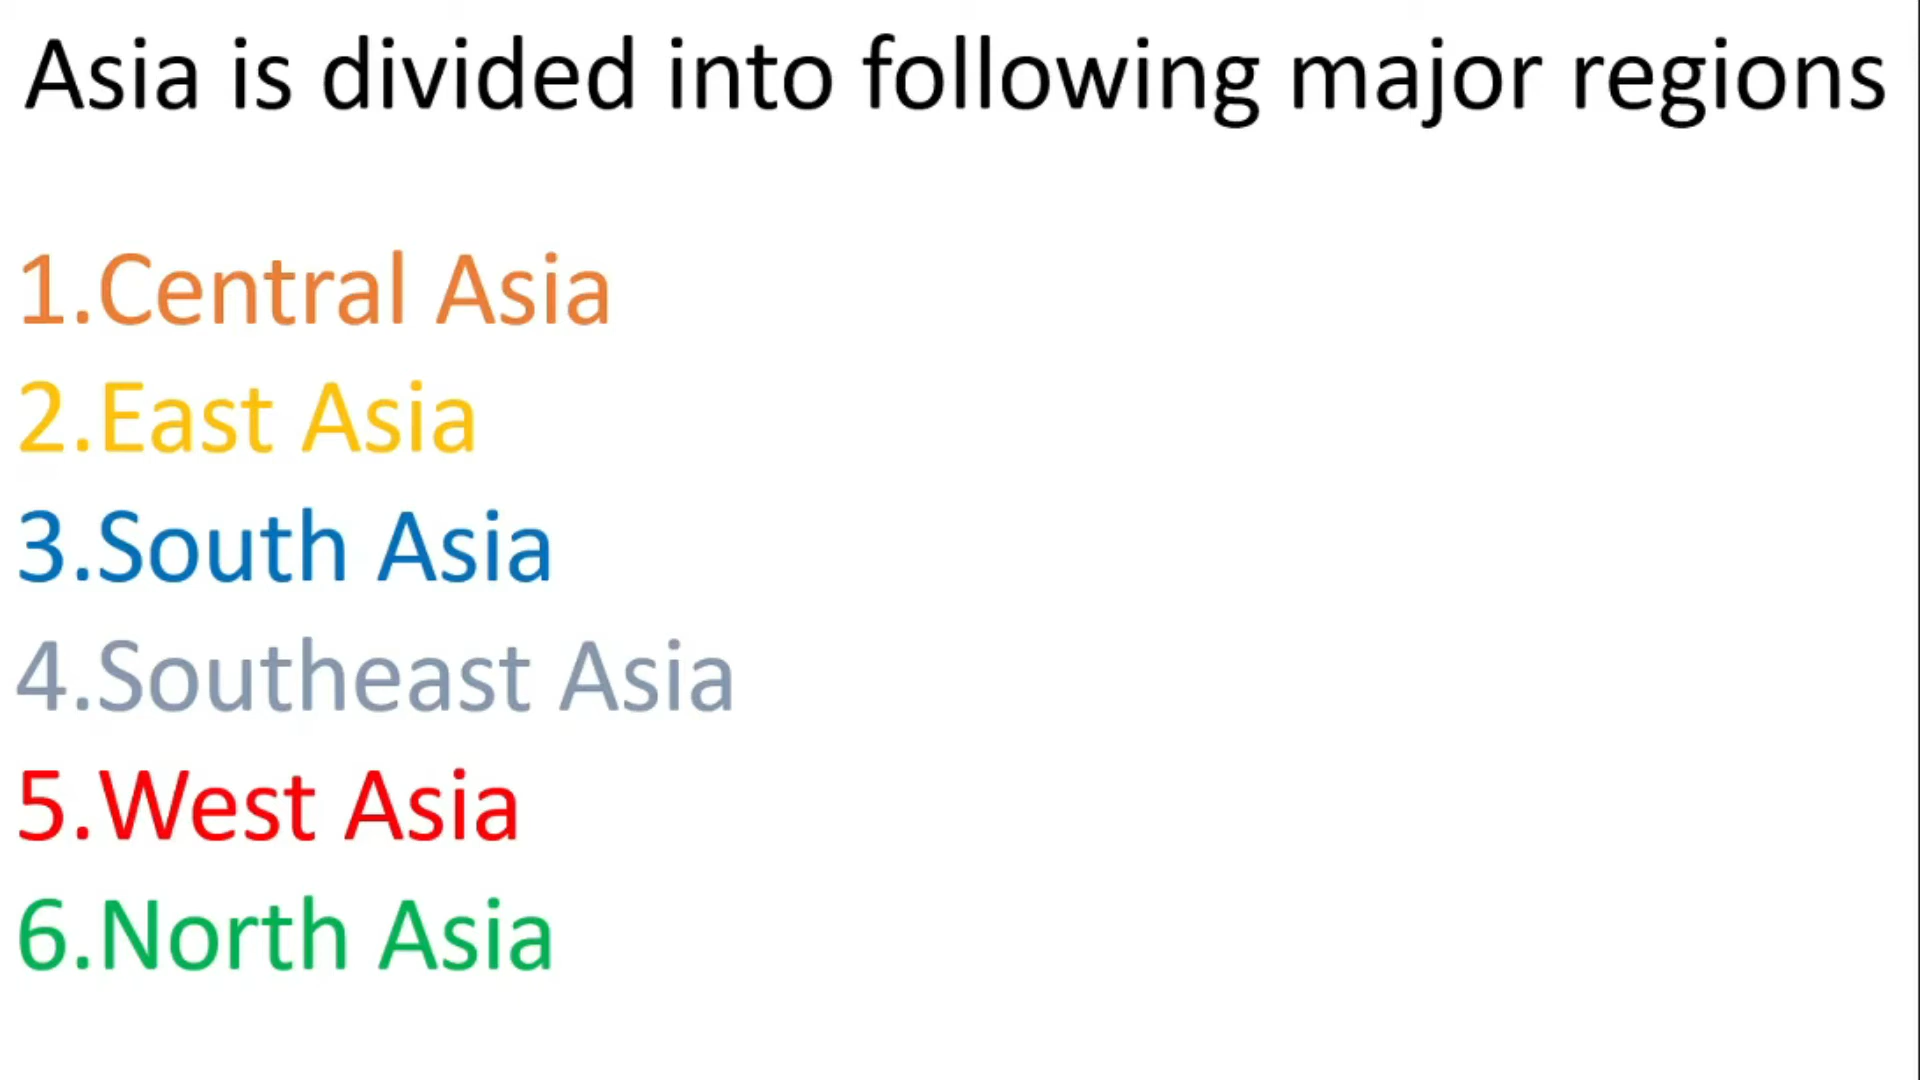 Asia is divided into following major regions
1.Central Asia
2.East Asia
3.South Asia
4.Southeast Asia
5.West Asia
6.North Asia